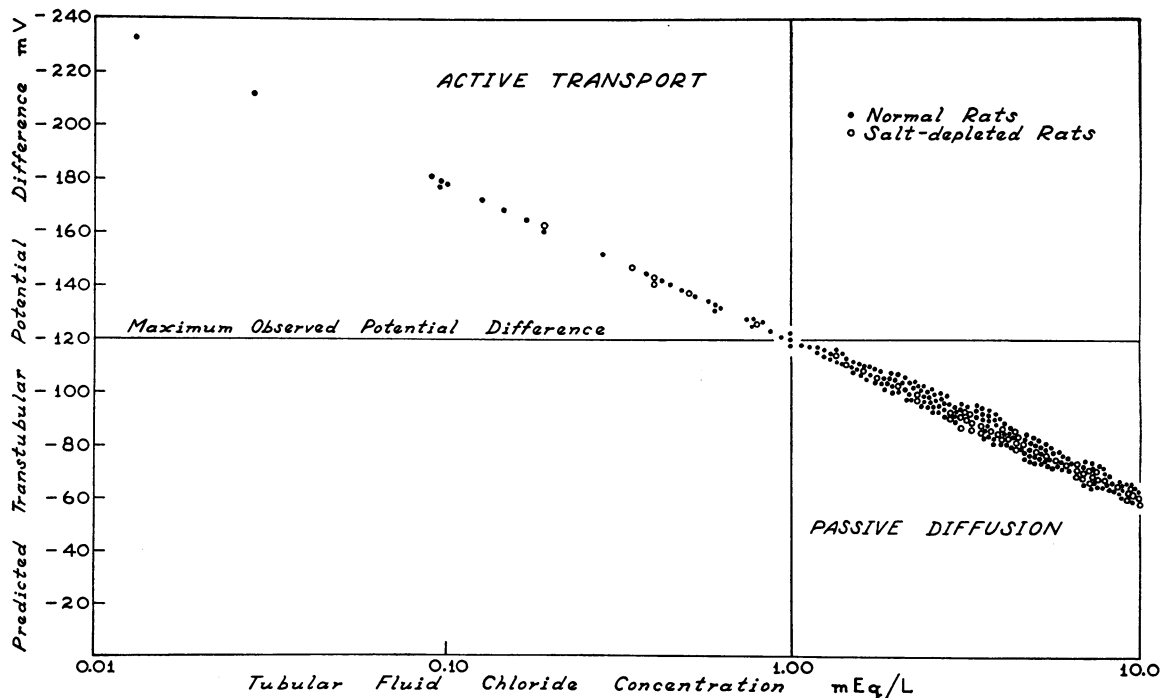 Predicted Transtubular Potential Difference mV
-240
-220
-200
-180
-160
-140
-120
-100
-80
-60
-40
-20
ACTIVE TRANSPORT
• Normal Rats
○ Salt-depleted Rats
Maximum Observed Potential Difference
PASSIVE DIFFUSION
0.01
0.10
1.00
10.0
Tubular Fluid Chloride Concentration mEq/L